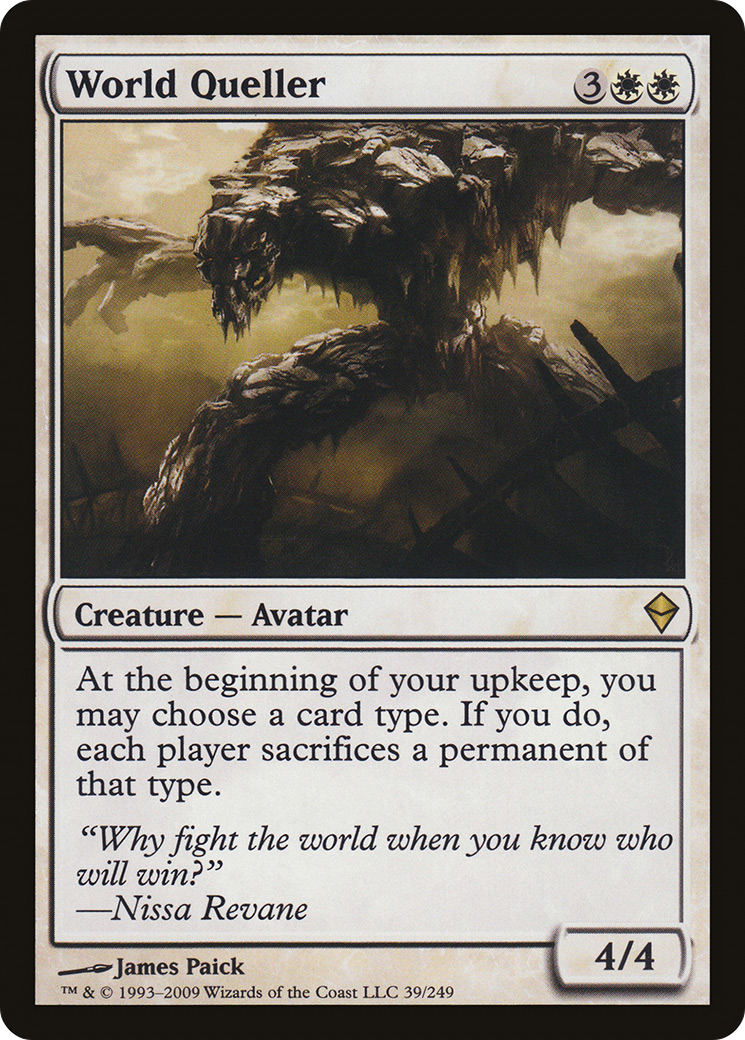 World Queller 3
Creature — Avatar
At the beginning of your upkeep, you
may choose a card type. If you do,
each player sacrifices a permanent of
that type.
“Why fight the world when you know who
will win?”
—Nissa Revane
4/4
James Paick
™ & © 1993–2009 Wizards of the Coast LLC 39/249